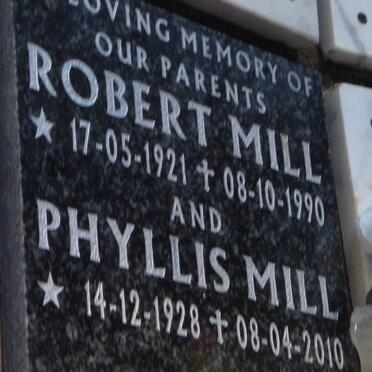 LOVING MEMORY OF
OUR PARENTS
ROBERT MILL
★ 17-05-1921 ✝ 08-10-1990
AND
PHYLLIS MILL
★ 14-12-1928 ✝ 08-04-2010